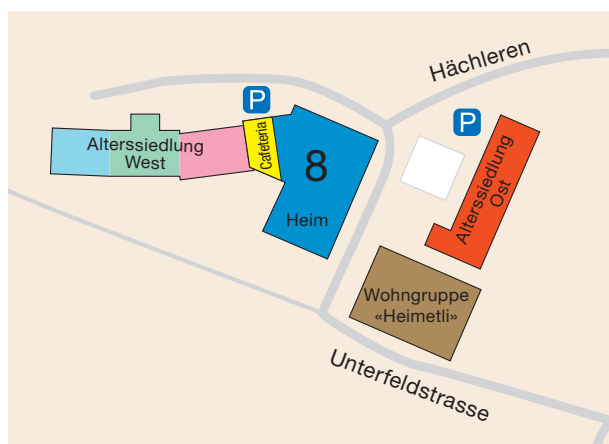 Hächleren
P
P
Alterssiedlung
West
Cafeteria
8
Heim
Alterssiedlung
Ost
Wohngruppe
«Heimetli»
Unterfeldstrasse